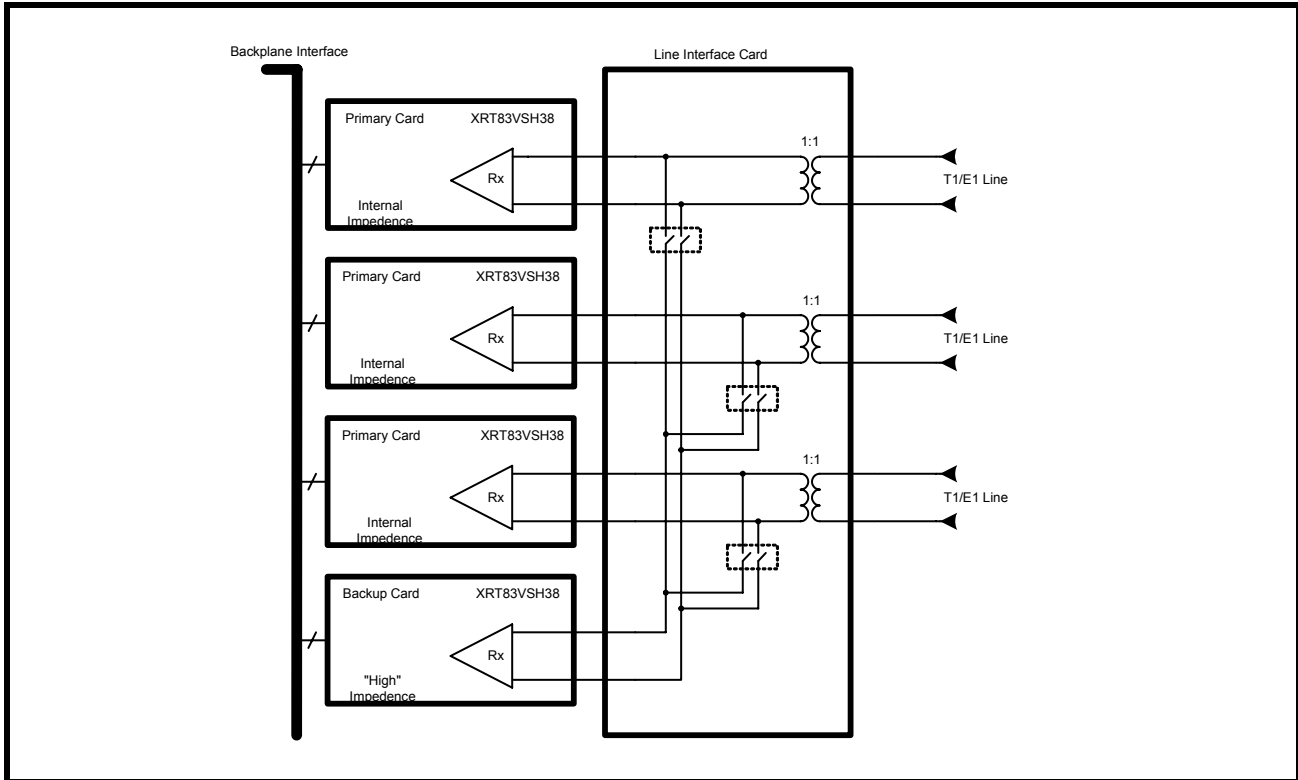 Backplane Interface
Line Interface Card
Primary Card XRT83VSH38
Rx
Internal
Impedence
1:1
T1/E1 Line
Primary Card XRT83VSH38
Rx
Internal
Impedence
1:1
T1/E1 Line
Primary Card XRT83VSH38
Rx
Internal
Impedence
1:1
T1/E1 Line
Backup Card XRT83VSH38
Rx
"High"
Impedence